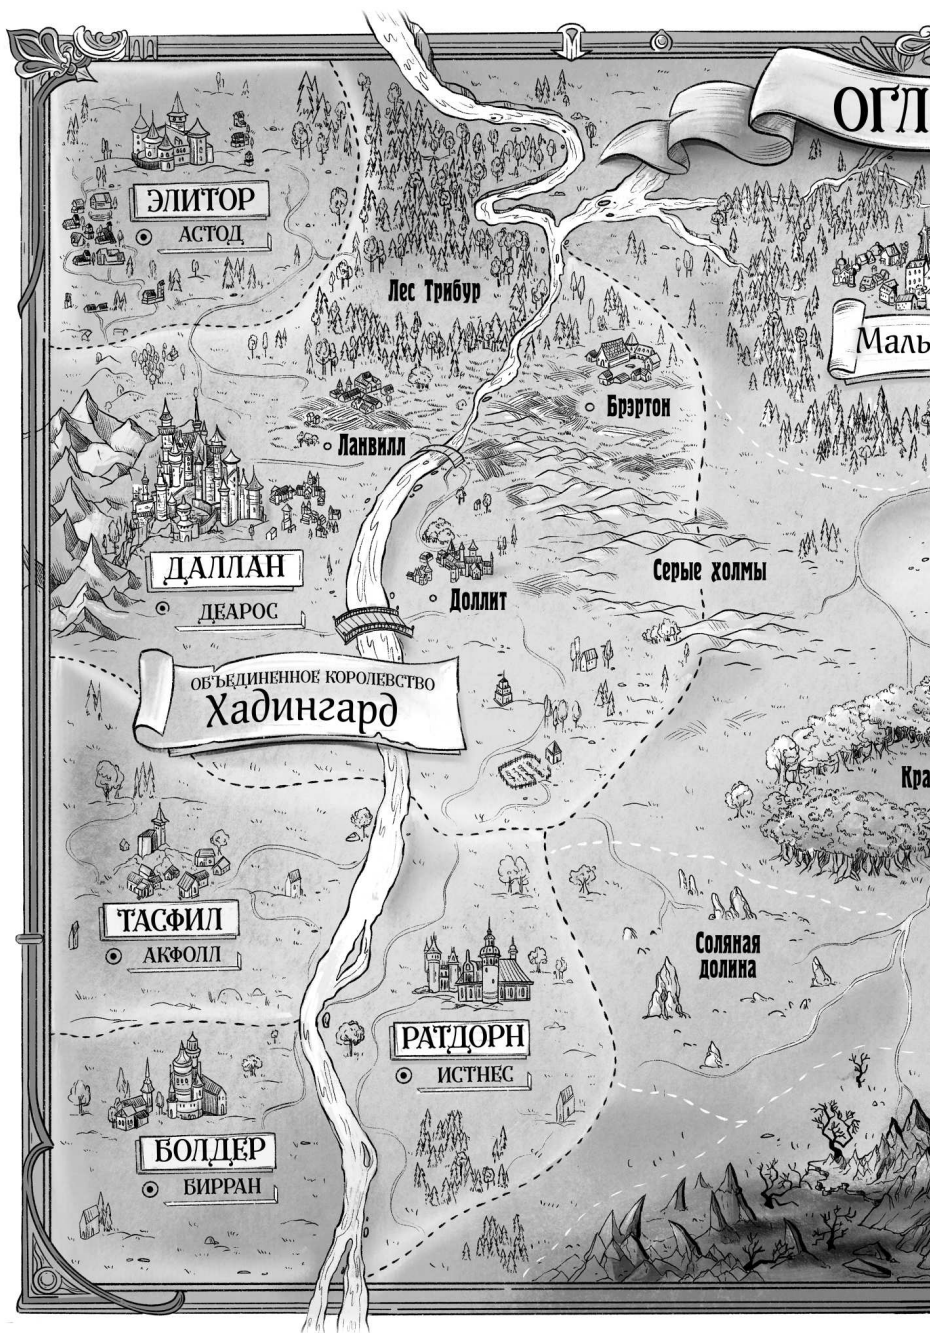 ОГЛ
ЭЛИТОР
АСТОД
Лес Трибур
Маль
Брэртон
Ланвилл
ДАЛЛАН
ДЕАРОС
Серые холмы
Доллит
ОБЪЕДИНЕННОЕ КОРОЛЕВСТВО
Хадингард
Кра
ТАСФИЛ
АКФОЛЛ
Соляная
долина
РАТДОРН
ИСТНЕС
БОЛДЕР
БИРРАН